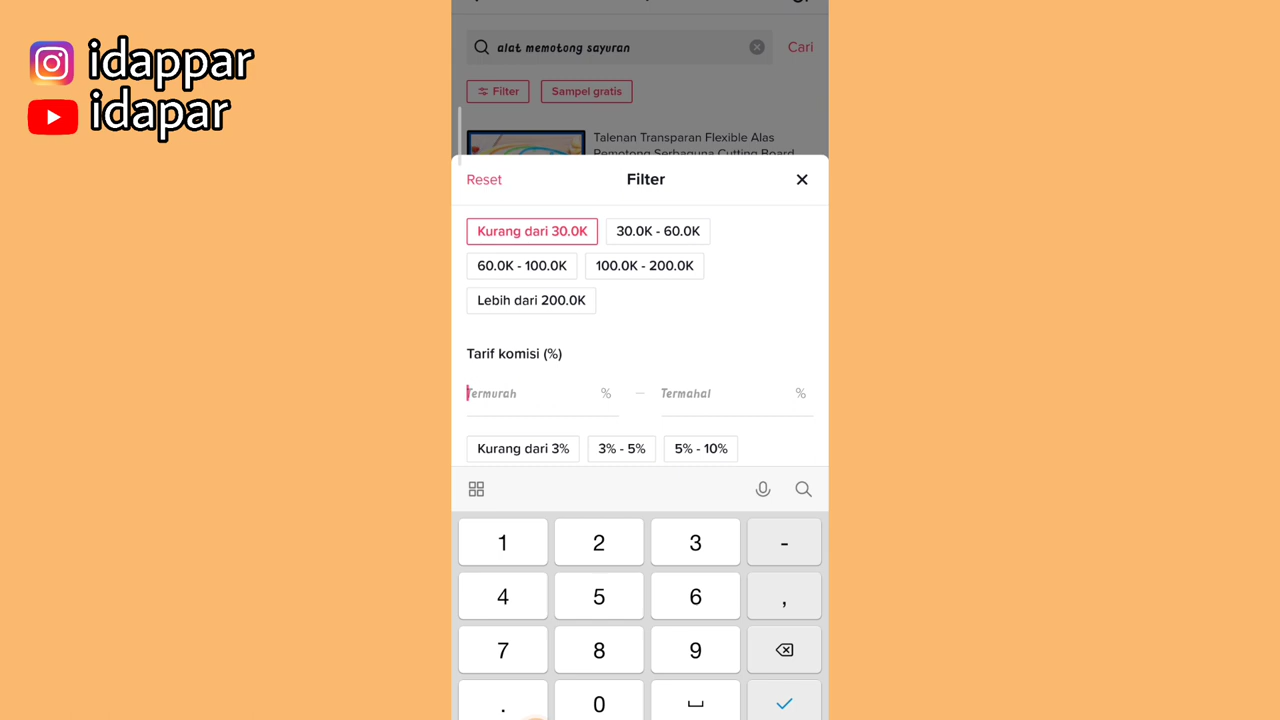 idappar
idapar
alat memotong sayuran
Cari
Filter
Sampel gratis
Talenan Transparan Flexible Alas
Pemotong Serbaguna Cutting Board
Reset
Filter
Kurang dari 30.0K
30.0K - 60.0K
60.0K - 100.0K
100.0K - 200.0K
Lebih dari 200.0K
Tarif komisi (%)
Termurah % – Termahal %
Kurang dari 3%
3% - 5%
5% - 10%
1 2 3 -
4 5 6 ,
7 8 9
. 0